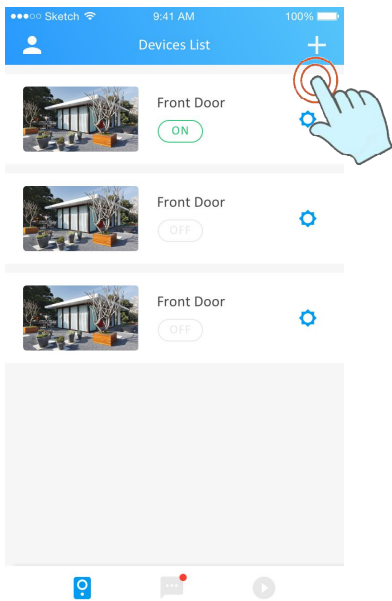 Sketch 9:41 AM 100%
Devices List
Front Door
ON
Front Door
OFF
Front Door
OFF